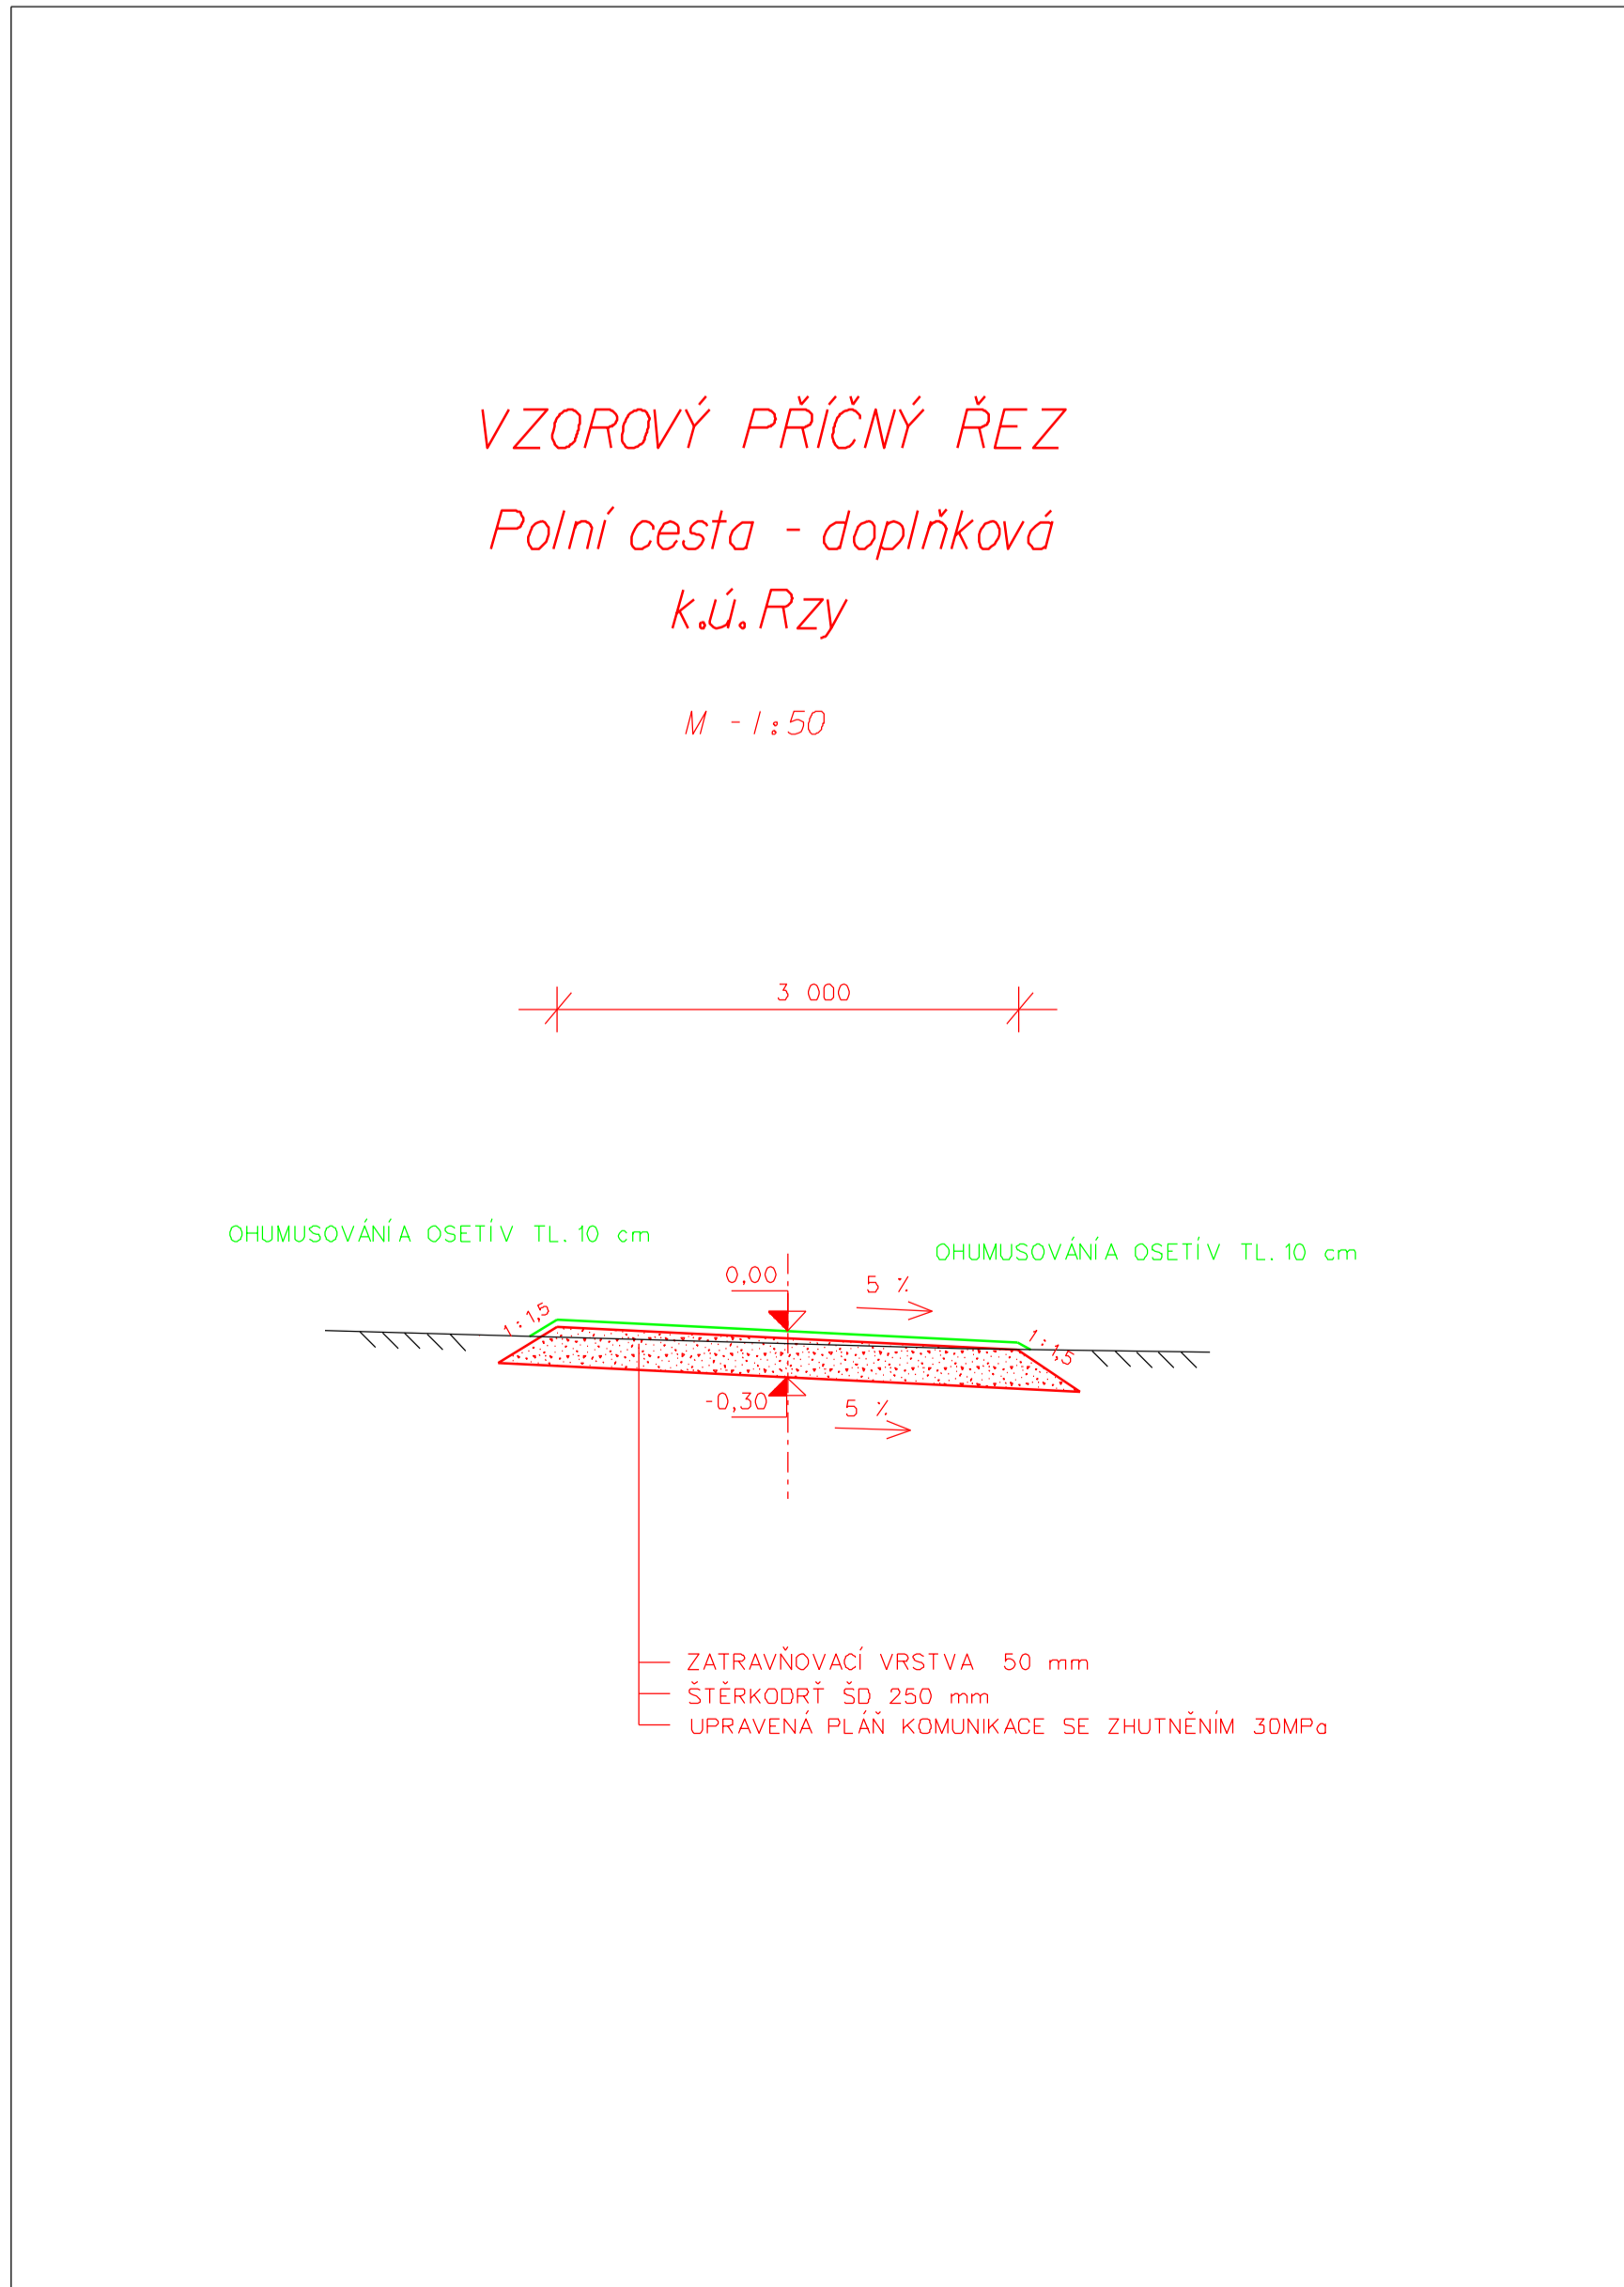 VZOROVÝ PŘÍČNÝ ŘEZ
Polní cesta - doplňková
k.ú. Rzy
M - 1:50
3 000
OHUMUSOVÁNÍ A OSETÍV TL. 10 cm
OHUMUSOVÁNÍ A OSETÍV TL. 10 cm
0,00
5 %
1 : 1,5
1 : 1,5
-0,30
5 %
ZATRAVŇOVACÍ VRSTVA 50 mm
ŠTĚRKODRŤ ŠD 250 mm
UPRAVENÁ PLÁŇ KOMUNIKACE SE ZHUTNĚNÍM 30MPa